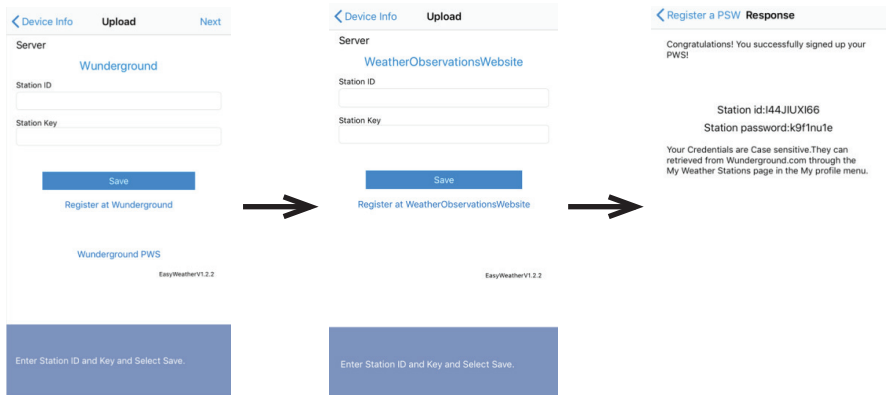 Device Info Upload Next
Server
Wunderground
Station ID
Station Key
Save
Register at Wunderground
Wunderground PWS
EasyWeatherV1.2.2
Enter Station ID and Key and Select Save.
Device Info Upload
Server
WeatherObservationsWebsite
Station ID
Station Key
Save
Register at WeatherObservationsWebsite
EasyWeatherV1.2.2
Enter Station ID and Key and Select Save.
Register a PSW Response
Congratulations! You successfully signed up your
PWS!
Station id:I44JIUXI66
Station password:k9f1nu1e
Your Credentials are Case sensitive.They can
retrieved from Wunderground.com through the
My Weather Stations page in the My profile menu.